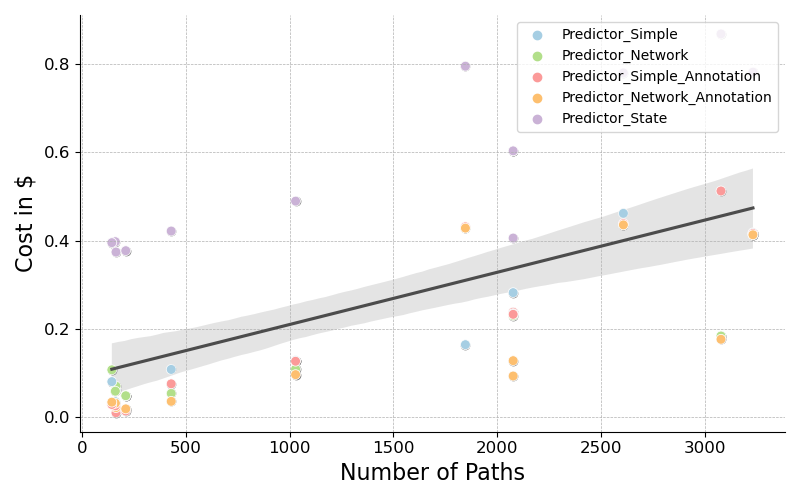 Predictor_Simple
Predictor_Network
Predictor_Simple_Annotation
Predictor_Network_Annotation
Predictor_State
Cost in $
0.8
0.6
0.4
0.2
0.0
0 500 1000 1500 2000 2500 3000
Number of Paths